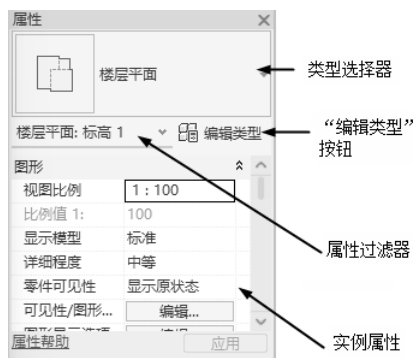 属性
楼层平面
类型选择器
楼层平面: 标高 1
编辑类型
“编辑类型”
按钮
图形
视图比例 1 : 100
比例值 1: 100
显示模型 标准
属性过滤器
详细程度 中等
零件可见性 显示原状态
可见性/图形... 编辑...
实例属性
属性帮助 应用